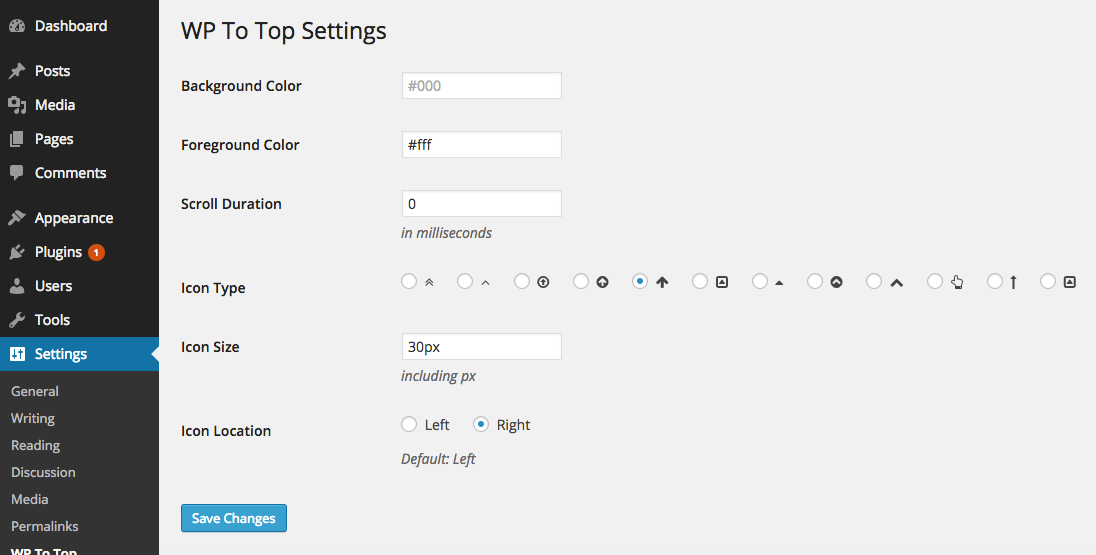 Dashboard
Posts
Media
Pages
Comments
Appearance
Plugins 1
Users
Tools
Settings
General
Writing
Reading
Discussion
Media
Permalinks
WP To Top
WP To Top Settings
Background Color
#000
Foreground Color
#fff
Scroll Duration
0
in milliseconds
Icon Type
Icon Size
30px
including px
Icon Location
Left Right
Default: Left
Save Changes